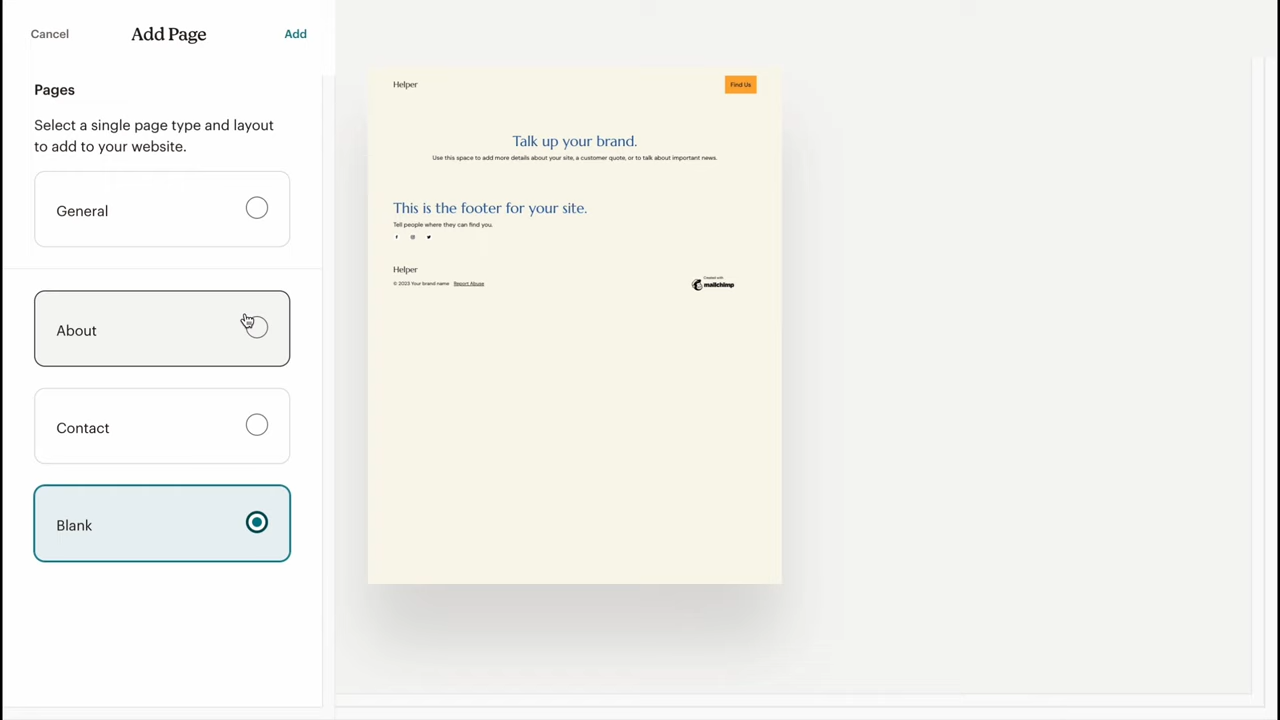 Cancel
Add Page
Add
Pages
Select a single page type and layout
to add to your website.
General
About
Contact
Blank
Helper
Find Us
Talk up your brand.
Use this space to add more details about your site, a customer quote, or to talk about important news.
This is the footer for your site.
Tell people where they can find you.
Helper
© 2023 Your brand name Report Abuse
Created with
mailchimp